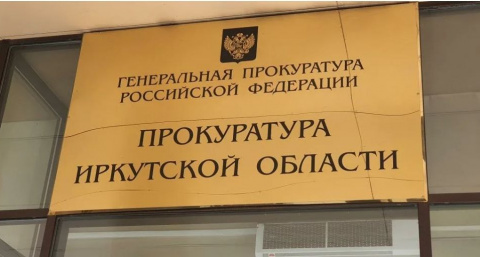 ГЕНЕРАЛЬНАЯ ПРОКУРАТУРА
РОССИЙСКОЙ ФЕДЕРАЦИИ
ПРОКУРАТУРА
ИРКУТСКОЙ ОБЛАСТИ